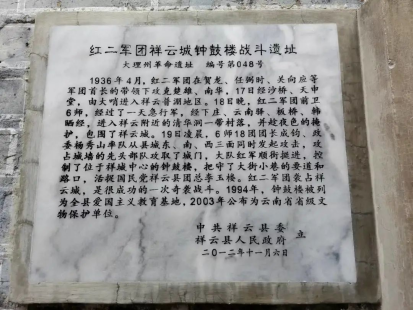 红二军团祥云城钟鼓楼战斗遗址
大理州革命遗址 编号第048号
1936年4月，红二军团在贺龙、任弼时、关向应等
军团首长的带领下攻克楚雄、南华，17日经沙桥、天申
堂，由大哨进入祥云普淜地区。18日晚，红二军团前卫
6师，经过了一天急行军，经下庄、云南驿、板桥、韩
晒经，进入祥云附近的清华洞一带村落，并趁夜色的掩
护，包围了祥云城。19日凌晨，6师18团团长成钧、政
委杨秀山率队从县城东、南、西三面同时发起攻击，攻
占城墙的先头部队攻取了城门，大队红军顺街挺进，控
制了位于祥城中心的钟鼓楼，把守了大街小巷的要道和
路口，活捉国民党祥云县团总李玉楼。红二军团袭占祥
云城，是很成功的一次奇袭战斗。1994年，钟鼓楼被列
为全县爱国主义教育基地，2003年公布为云南省省级文
物保护单位。
中共祥云县委
祥云县人民政府 立
二0一二年十一月六日